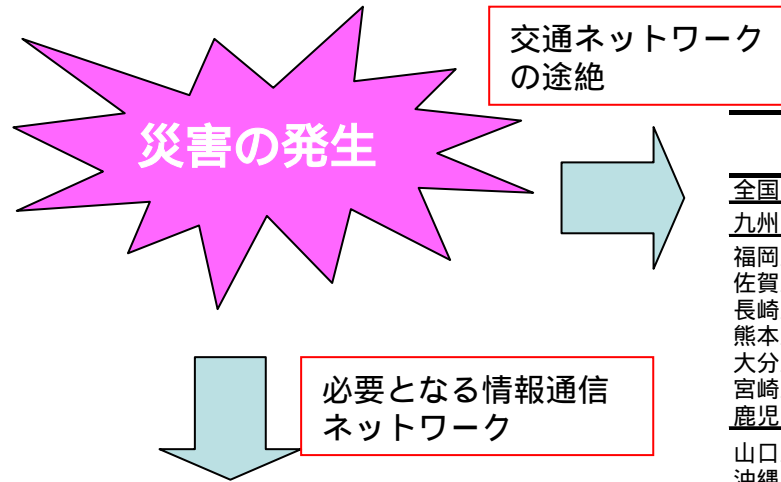 交通ネットワーク
の途絶
災害の発生
全国
九州
福岡
佐賀
長崎
熊本
大分
宮崎
鹿児
山口
沖縄
必要となる情報通信
ネットワーク